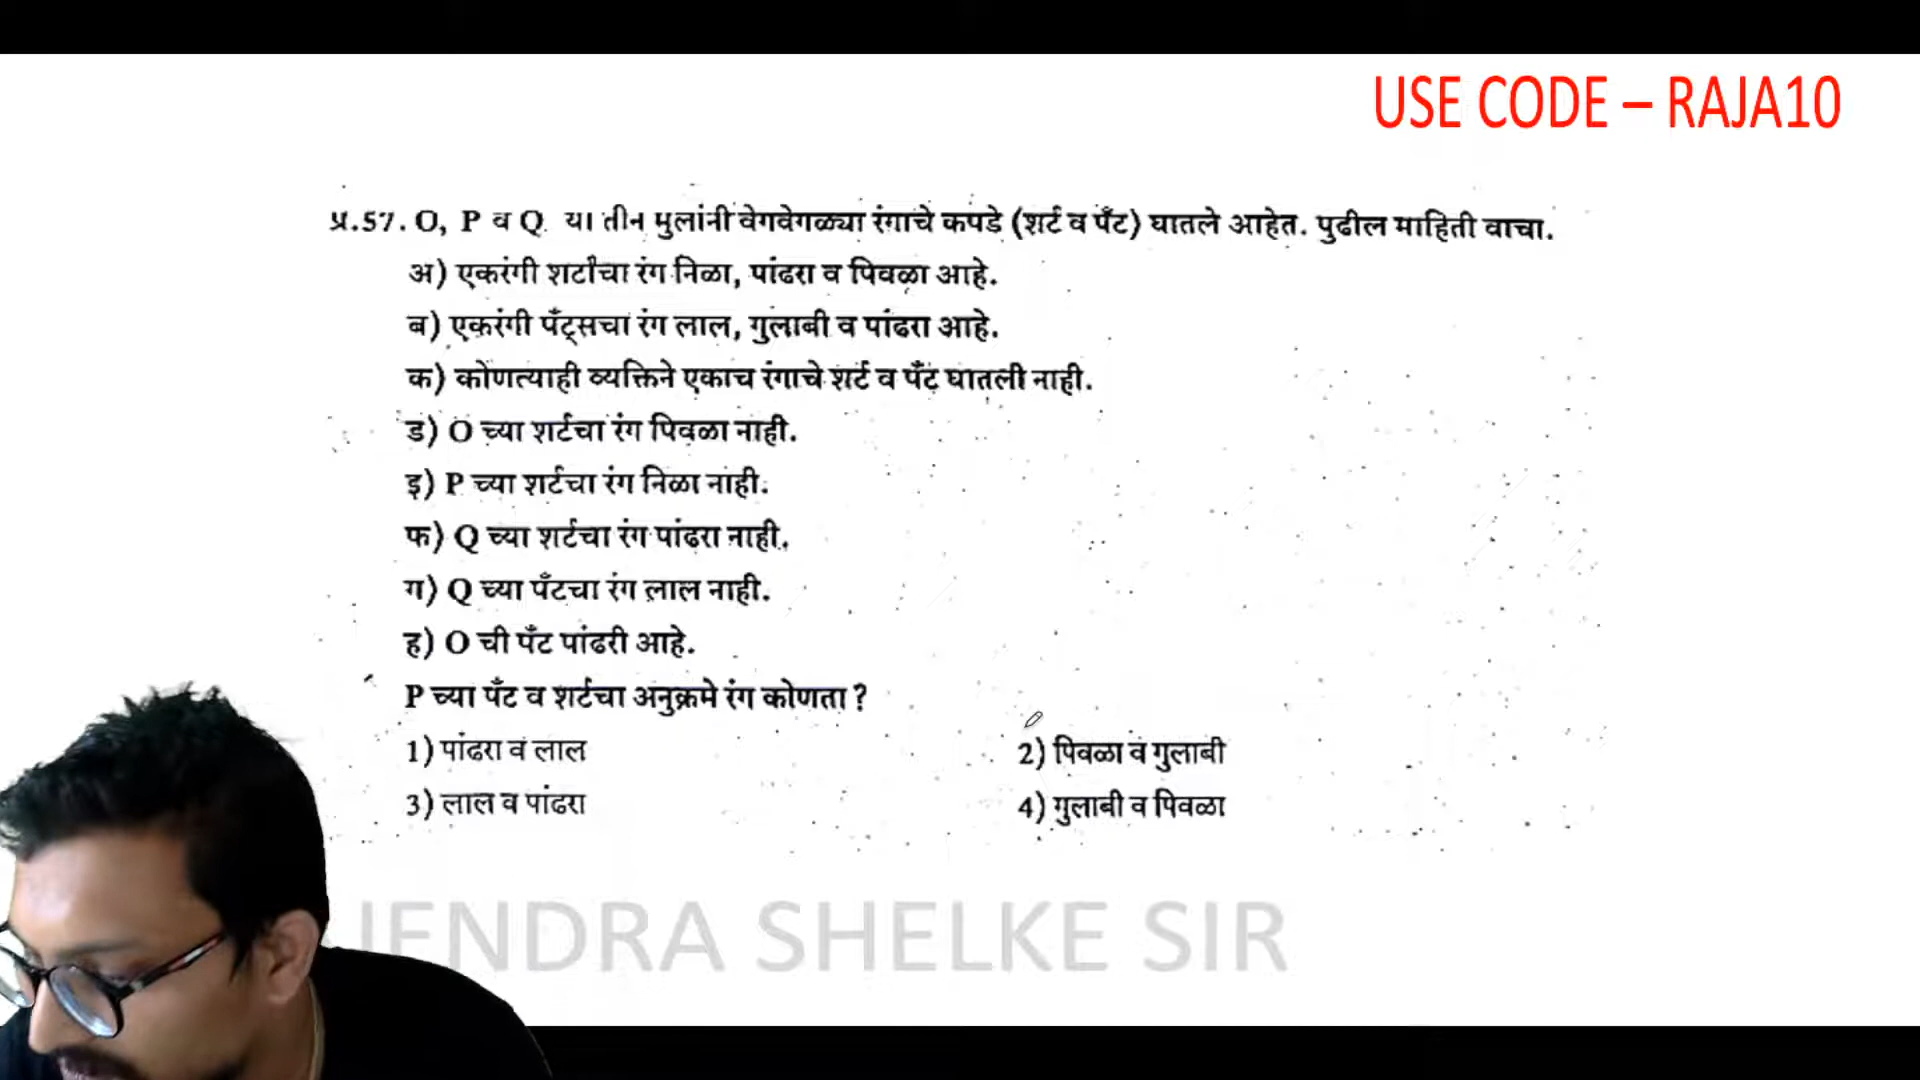 USE CODE – RAJA10
प्र.57. O, P व Q या तीन मुलांनी वेगवेगळ्या रंगाचे कपडे (शर्ट व पँट) घातले आहेत. पुढील माहिती वाचा.
अ) एकरंगी शर्टांचा रंग निळा, पांढरा व पिवळा आहे.
ब) एकरंगी पँट्सचा रंग लाल, गुलाबी व पांढरा आहे.
क) कोणत्याही व्यक्तिने एकाच रंगाचे शर्ट व पँट घातली नाही.
ड) O च्या शर्टचा रंग पिवळा नाही.
इ) P च्या शर्टचा रंग निळा नाही.
फ) Q च्या शर्टचा रंग पांढरा नाही.
ग) Q च्या पँटचा रंग लाल नाही.
ह) O ची पँट पांढरी आहे.
P च्या पँट व शर्टचा अनुक्रमे रंग कोणता?
1) पांढरा व लाल 2) पिवळा व गुलाबी
3) लाल व पांढरा 4) गुलाबी व पिवळा
JENDRA SHELKE SIR